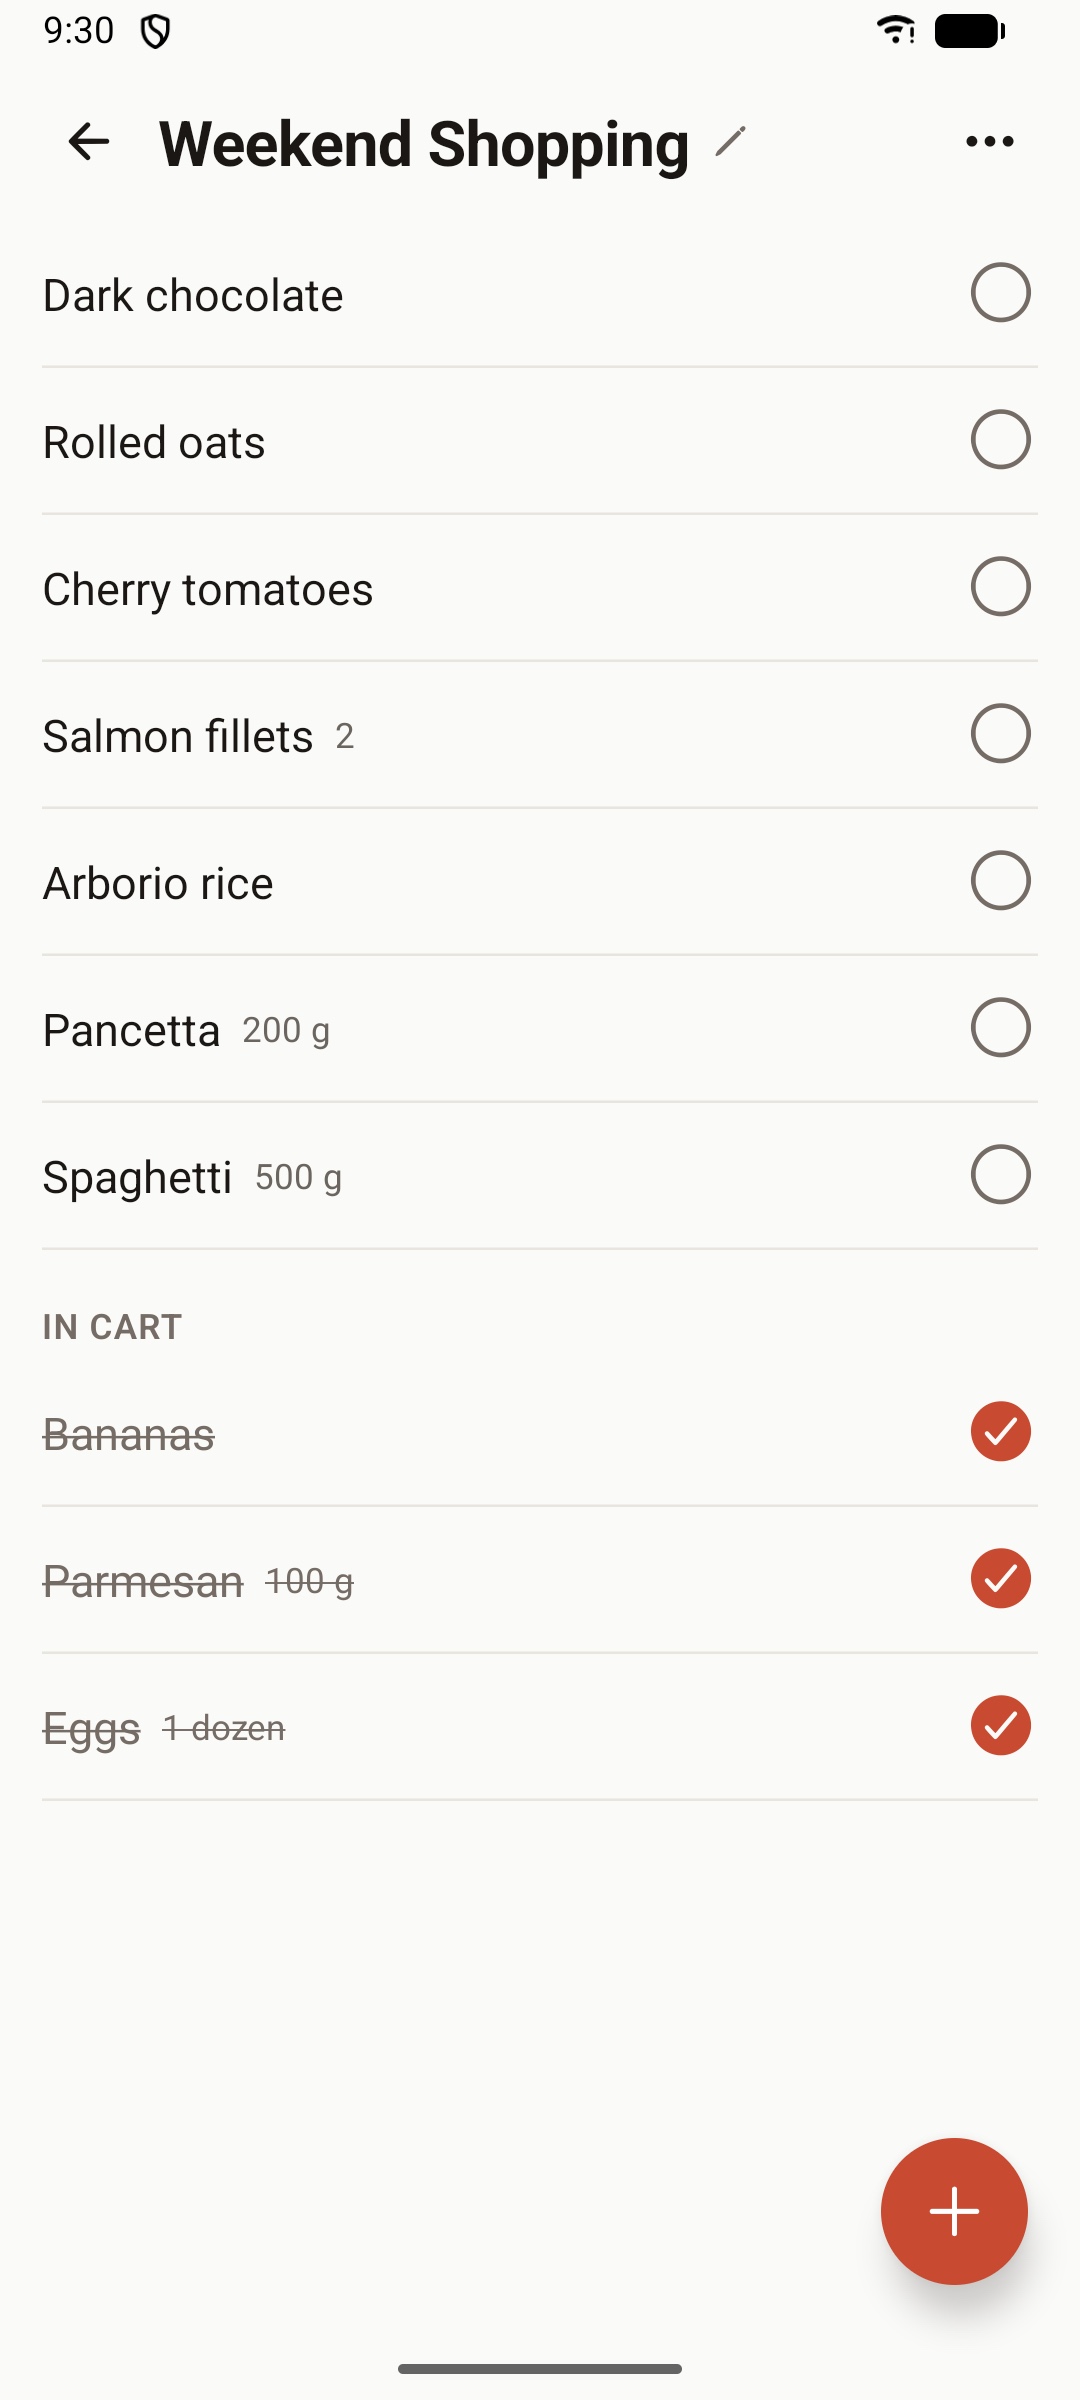 9:30
Weekend Shopping
Dark chocolate
Rolled oats
Cherry tomatoes
Salmon fillets 2
Arborio rice
Pancetta 200 g
Spaghetti 500 g
IN CART
Bananas
Parmesan 100 g
Eggs 1 dozen